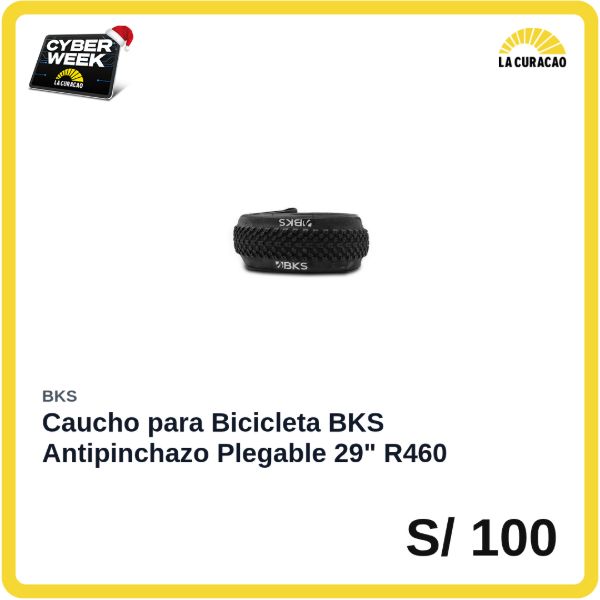 CYBER
WEEK
LA CURACAO
LA CURACAO
BKS
BKS
BKS
Caucho para Bicicleta BKS
Antipinchazo Plegable 29" R460
S/ 100